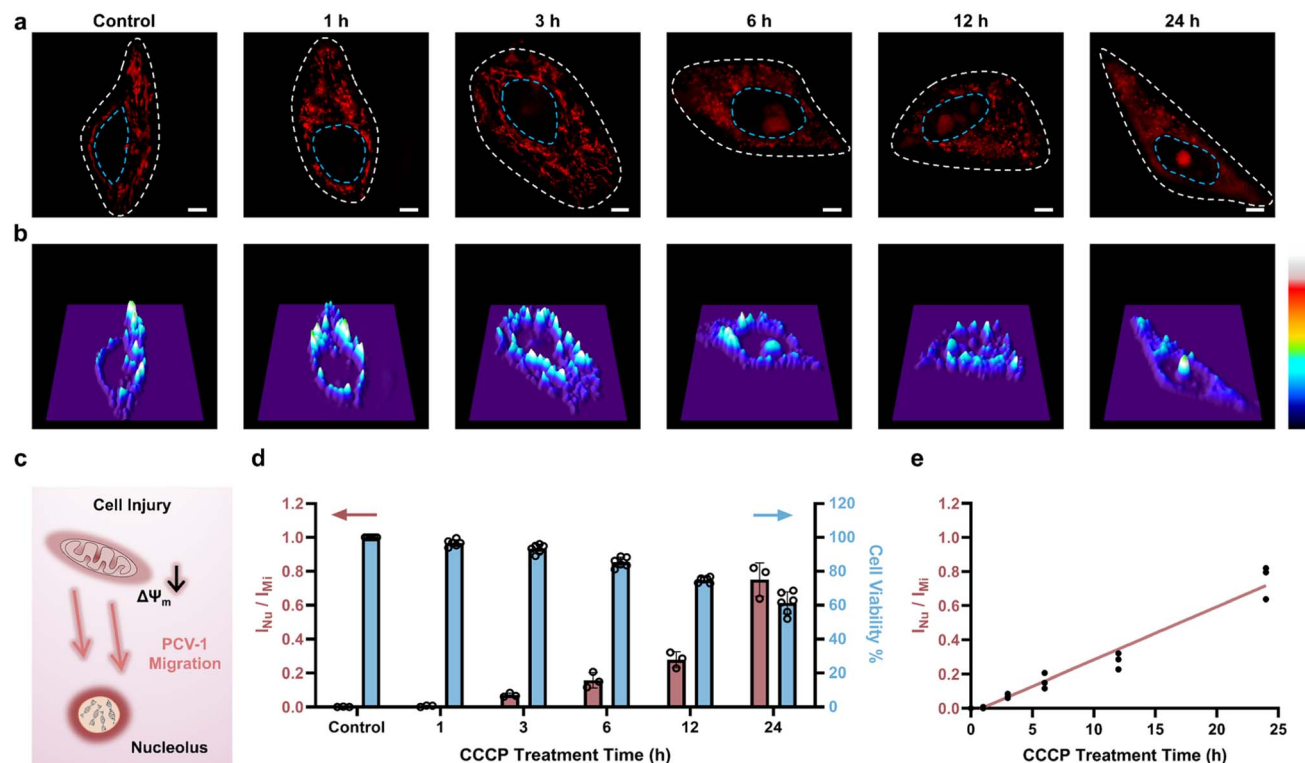 a
Control
1 h
3 h
6 h
12 h
24 h
b
c
Cell Injury
ΔΨm
PCV-1
Migration
Nucleolus
d
1.2
1.0
0.8
0.6
0.4
0.2
0.0
INu / IMi
120
100
80
60
40
20
0
Cell Viability %
Control 1 3 6 12 24
CCCP Treatment Time (h)
e
1.2
1.0
0.8
0.6
0.4
0.2
0.0
INu / IMi
0 5 10 15 20 25
CCCP Treatment Time (h)